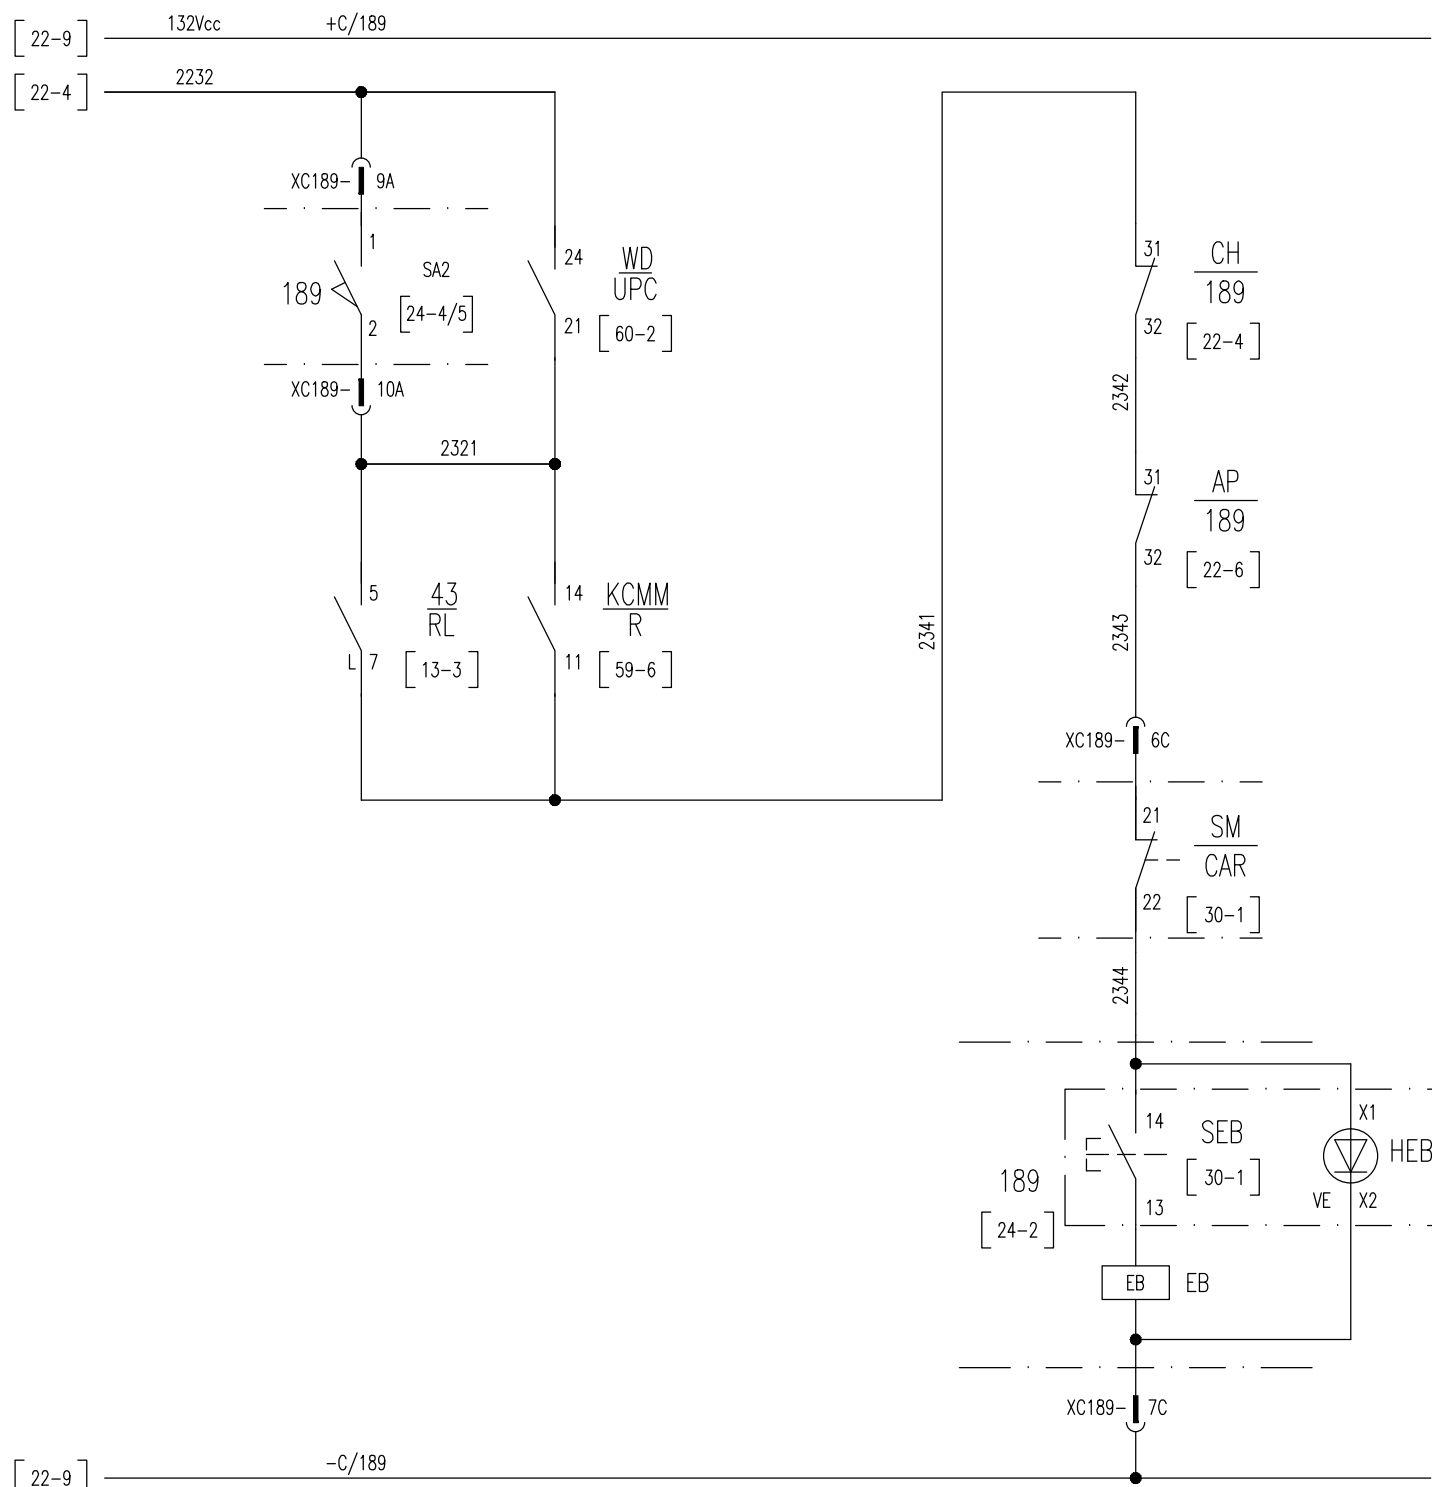 132Vcc +C/189
[22-9]
2232
[22-4]
XC189- 9A
1
SA2
189
[24-4/5]
2
XC189- 10A
24
WD
UPC
21
[60-2]
2321
5
43
RL
L 7
[13-3]
14
KCMM
R
11
[59-6]
2341
31
CH
189
32
[22-4]
2342
31
AP
189
32
[22-6]
2343
XC189- 6C
21
SM
CAR
22
[30-1]
2344
14
SEB
[30-1]
13
189
[24-2]
X1
HEB
VE X2
EB EB
XC189- 7C
-C/189
[22-9]